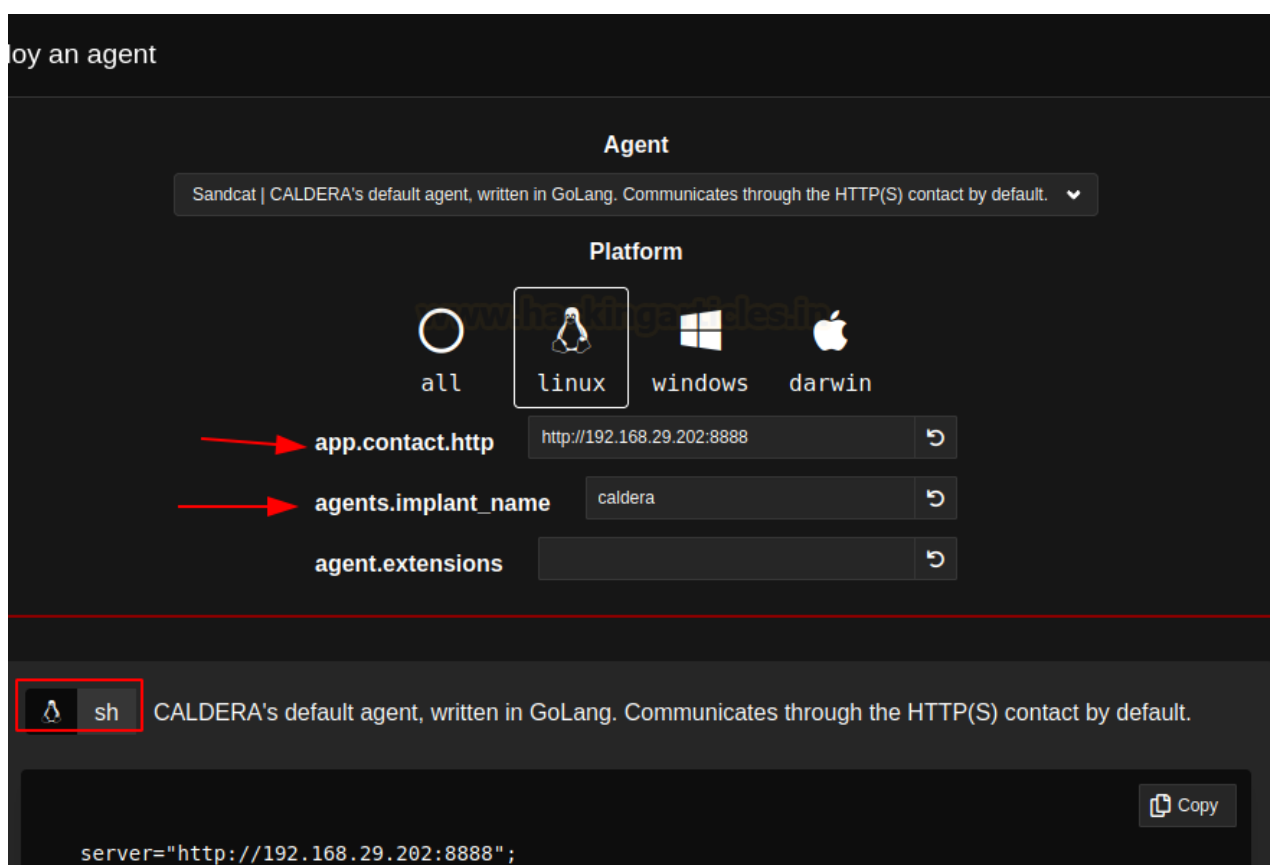 loy an agent
Agent
Sandcat | CALDERA's default agent, written in GoLang. Communicates through the HTTP(S) contact by default.
Platform
www.hackingarticles.in
all linux windows darwin
app.contact.http http://192.168.29.202:8888
agents.implant_name caldera
agent.extensions
sh CALDERA's default agent, written in GoLang. Communicates through the HTTP(S) contact by default.
Copy
server="http://192.168.29.202:8888";